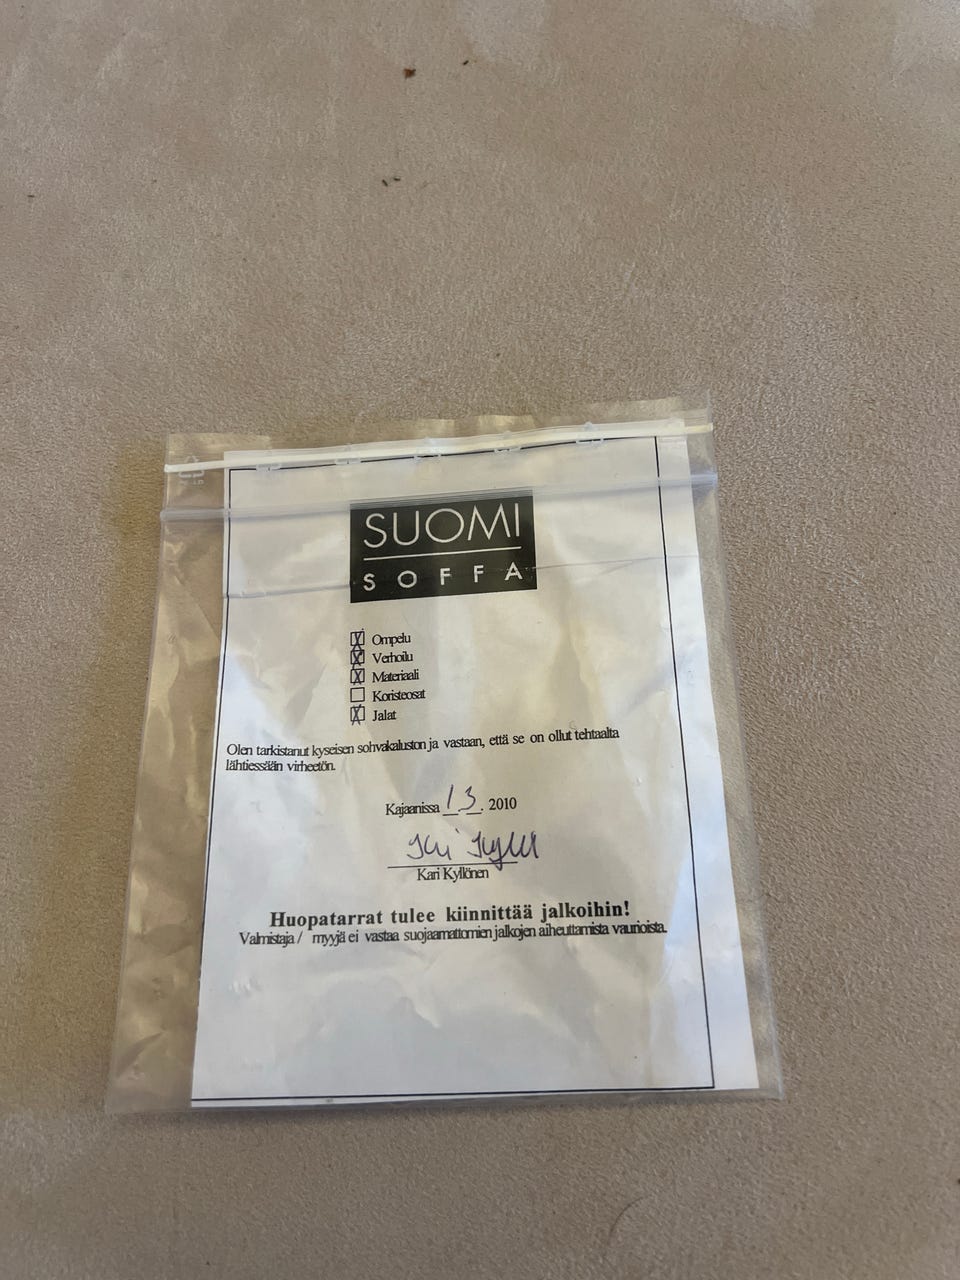 SUOMI
SOFFA
Ompelu
Verhoilu
Materiaali
Koristeosat
Jalat
Olen tarkistanut kyseisen sohvakaluston ja vastaan, että se on ollut tehtaalta
lähtiessään virheetön.
Kajaanissa 1.3. 2010
Kari Kyllönen
Huopatarrat tulee kiinnittää jalkoihin!
Valmistaja / myyjä ei vastaa suojaamattomien jalkojen aiheuttamista vaurioista.